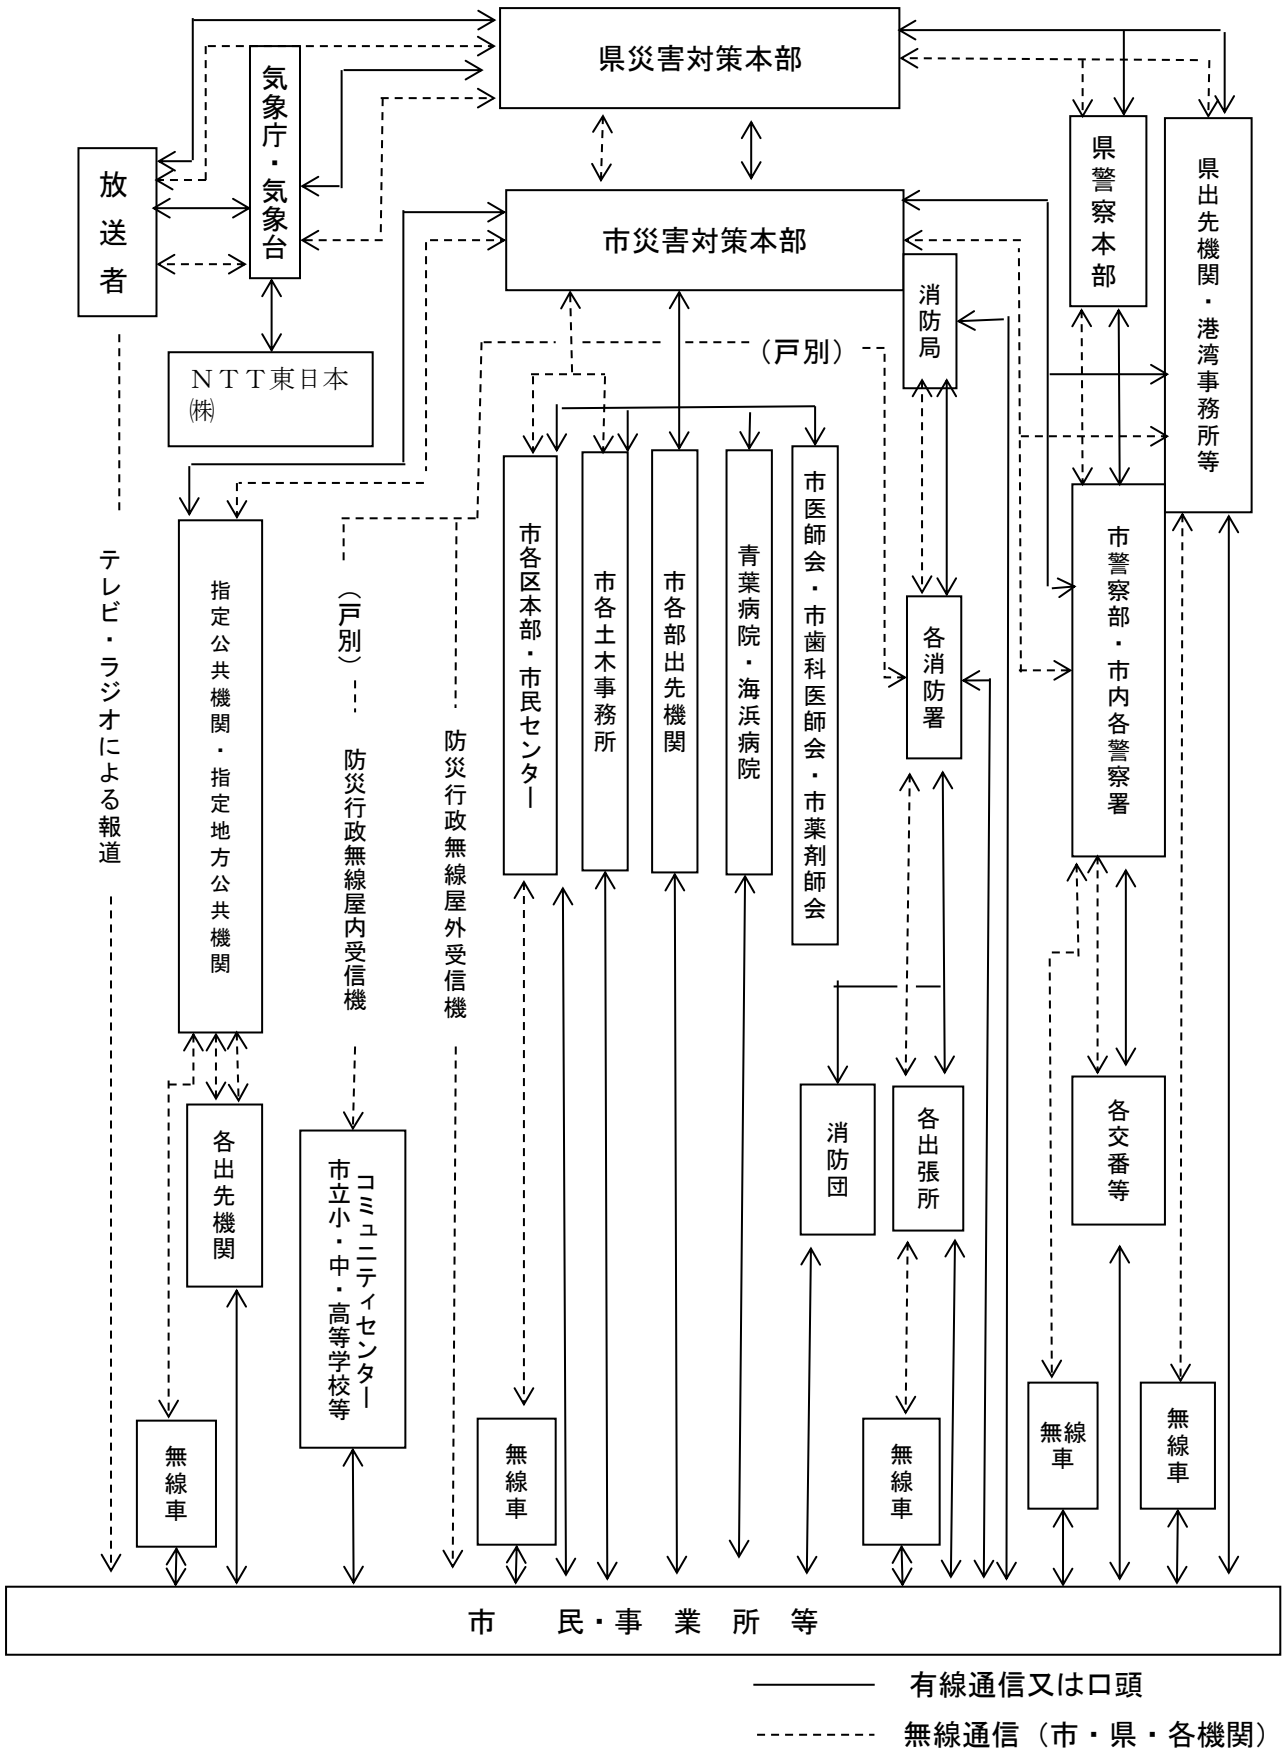 県災害対策本部
気象庁・気象台
放送者
県警察本部
県出先機関・港湾事務所等
市災害対策本部
消防局
（戸別）
ＮＴＴ東日本
㈱
テレビ・ラジオによる報道
指定公共機関・指定地方公共機関
（戸別）
防災行政無線屋内受信機
防災行政無線屋外受信機
市各区本部・市民センター
市各土木事務所
市各部出先機関
青葉病院・海浜病院
市医師会・市歯科医師会・市薬剤師会
各消防署
市警察部・市内各警察署
各出先機関
コミュニティセンター
市立小・中・高等学校等
消防団
各出張所
各交番等
無線車
無線車
無線車
無線
車
無線車
市　民・事　業　所　等
有線通信又は口頭
無線通信（市・県・各機関）